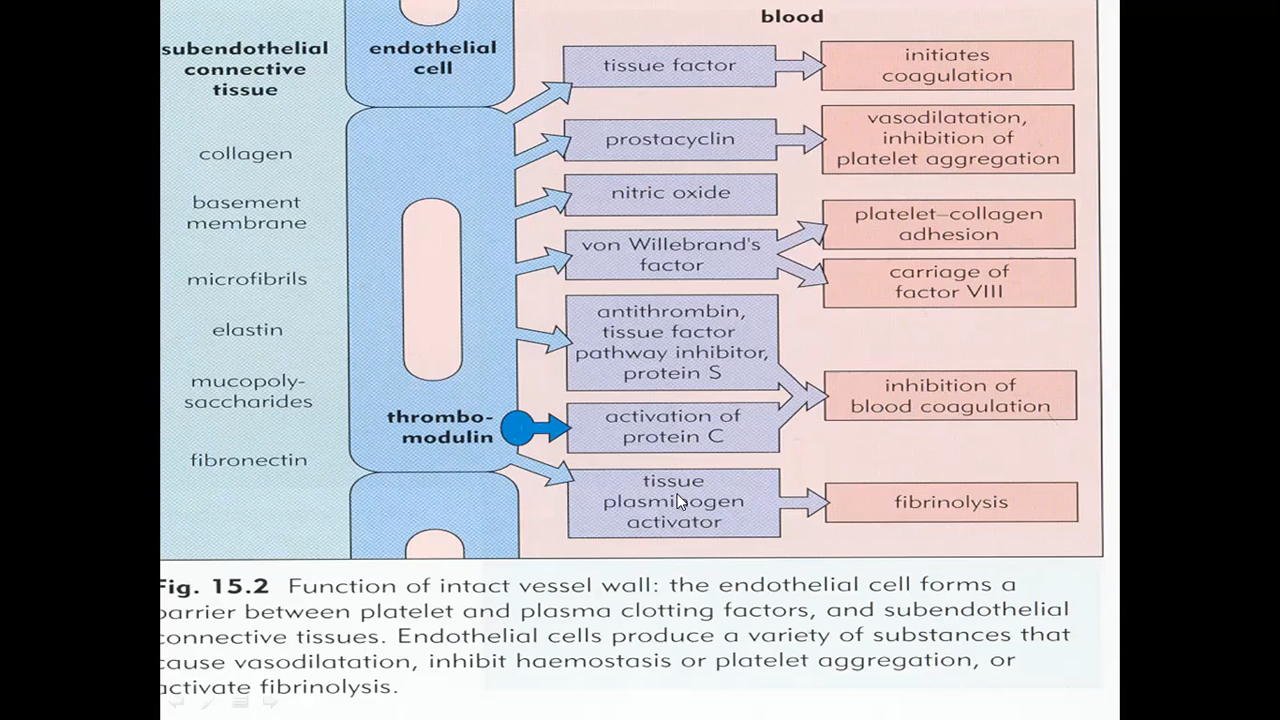 blood
subendothelial
connective
tissue
collagen
basement
membrane
microfibrils
elastin
mucopoly-
saccharides
fibronectin
endothelial
cell
thrombo-
modulin
tissue factor
initiates
coagulation
prostacyclin
vasodilatation,
inhibition of
platelet aggregation
nitric oxide
von Willebrand's
factor
platelet–collagen
adhesion
carriage of
factor VIII
antithrombin,
tissue factor
pathway inhibitor,
protein S
activation of
protein C
inhibition of
blood coagulation
tissue
plasminogen
activator
fibrinolysis
Fig. 15.2 Function of intact vessel wall: the endothelial cell forms a
barrier between platelet and plasma clotting factors, and subendothelial
connective tissues. Endothelial cells produce a variety of substances that
cause vasodilatation, inhibit haemostasis or platelet aggregation, or
activate fibrinolysis.